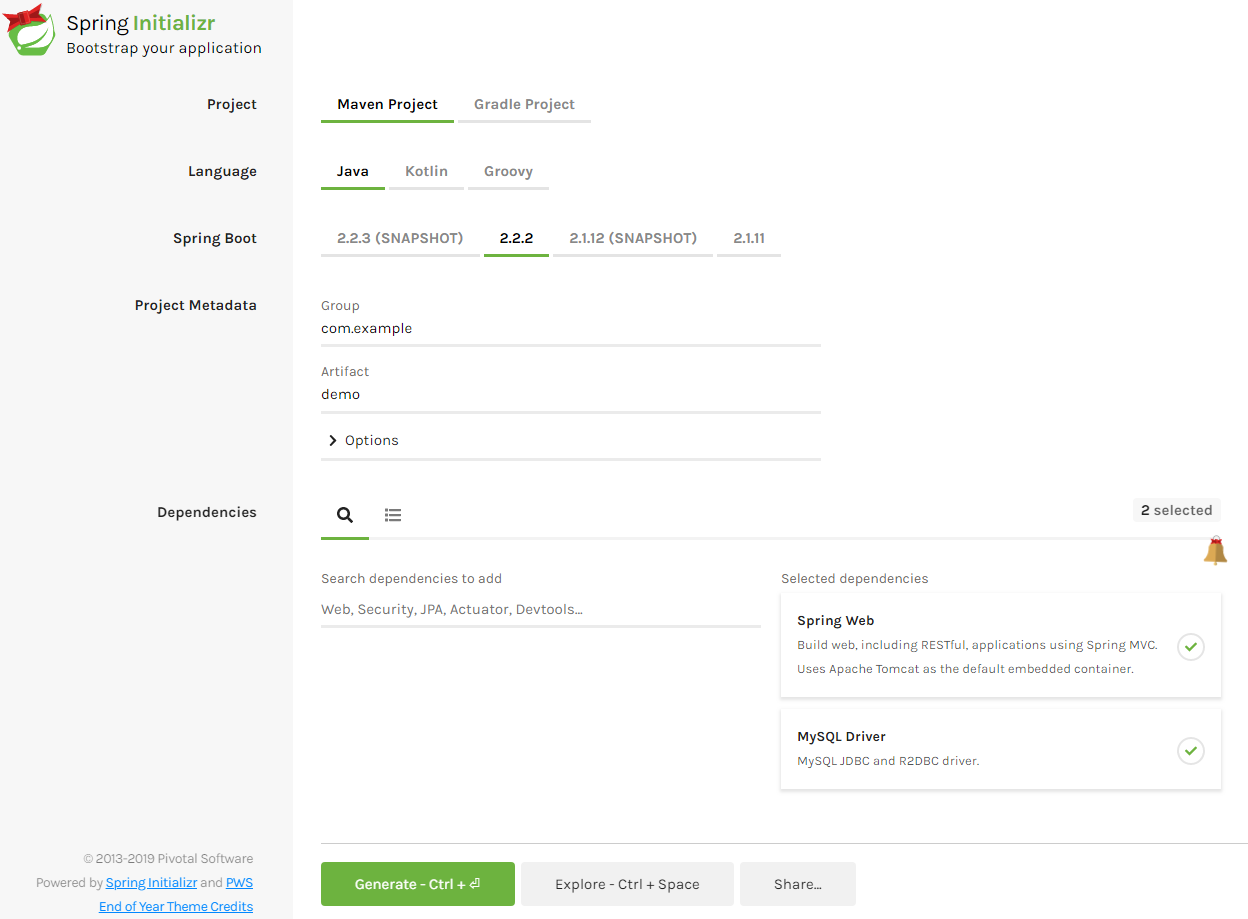 Spring Initializr
Bootstrap your application
Project
Maven Project Gradle Project
Language
Java Kotlin Groovy
Spring Boot
2.2.3 (SNAPSHOT) 2.2.2 2.1.12 (SNAPSHOT) 2.1.11
Project Metadata
Group
com.example
Artifact
demo
Options
Dependencies
2 selected
Search dependencies to add
Web, Security, JPA, Actuator, Devtools...
Selected dependencies
Spring Web
Build web, including RESTful, applications using Spring MVC.
Uses Apache Tomcat as the default embedded container.
MySQL Driver
MySQL JDBC and R2DBC driver.
© 2013-2019 Pivotal Software
Powered by Spring Initializr and PWS
End of Year Theme Credits
Generate - Ctrl + ⏎
Explore - Ctrl + Space
Share...